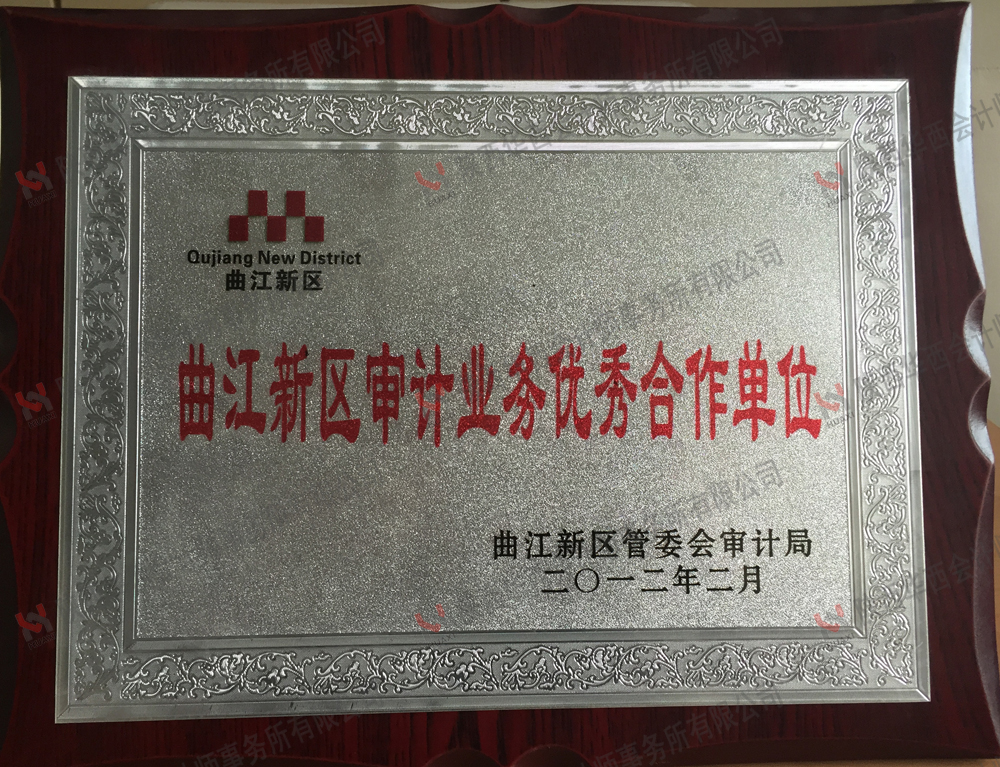 Qujiang New District
曲江新区
曲江新区审计业务优秀合作单位
曲江新区管委会审计局
二〇一二年二月